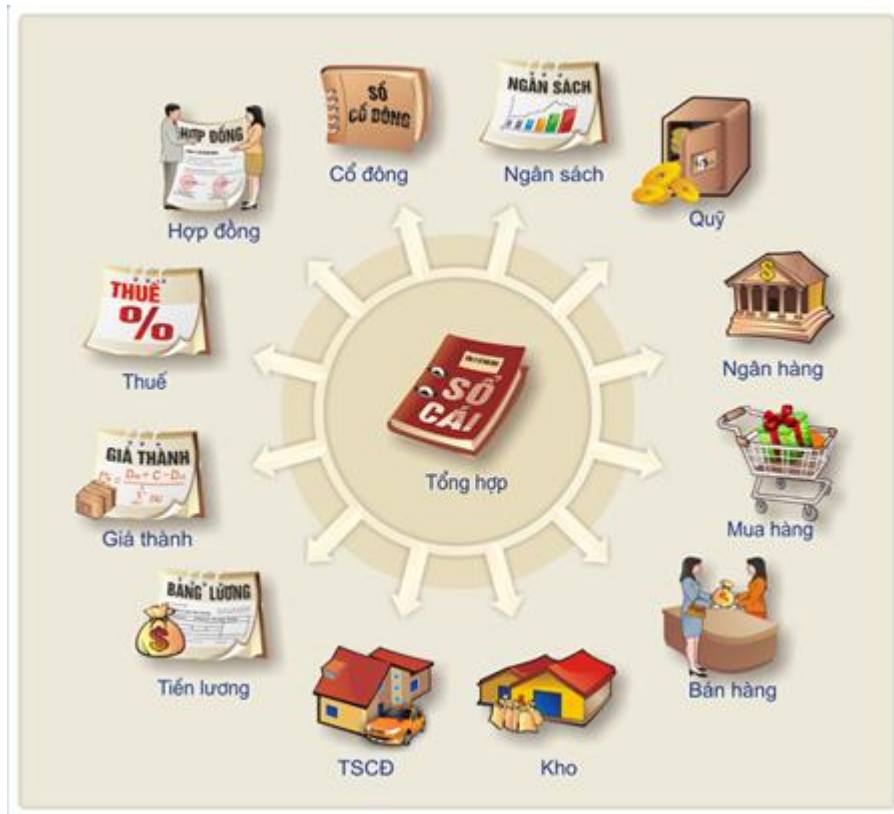 SỔ
CỔ ĐÔNG
Cổ đông
NGÂN SÁCH
Ngân sách
Quỹ
HỢP ĐỒNG
Hợp đồng
THUẾ
%
Thuế
$
Ngân hàng
SỔ
CÁI
Tổng hợp
GIÁ THÀNH
Giá thành
Mua hàng
BẢNG LƯƠNG
$
Tiền lương
Bán hàng
TSCĐ
Kho